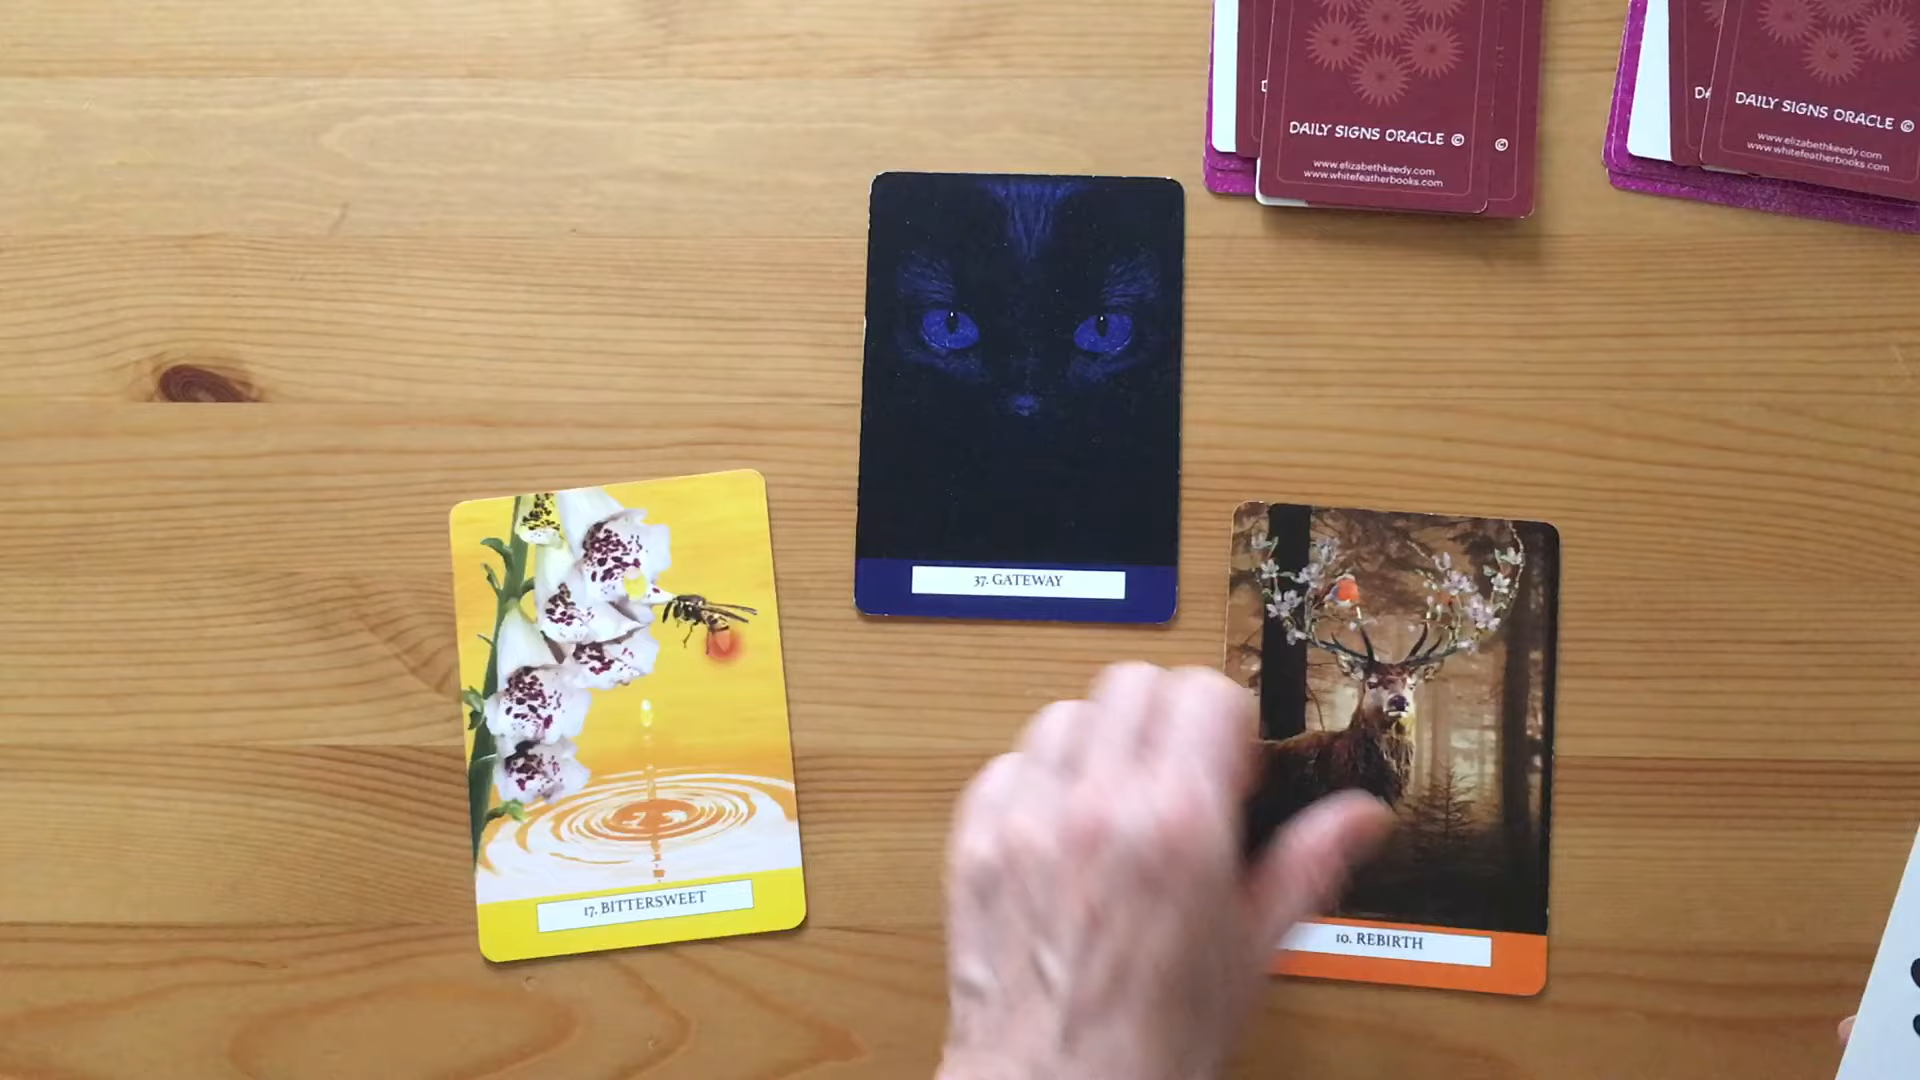 DAILY SIGNS ORACLE ©
©
www.elizabethkeedy.com
www.whitefeatherbooks.com
DAILY SIGNS ORACLE ©
www.elizabethkeedy.com
www.whitefeatherbooks.com
37. GATEWAY
17. BITTERSWEET
10. REBIRTH